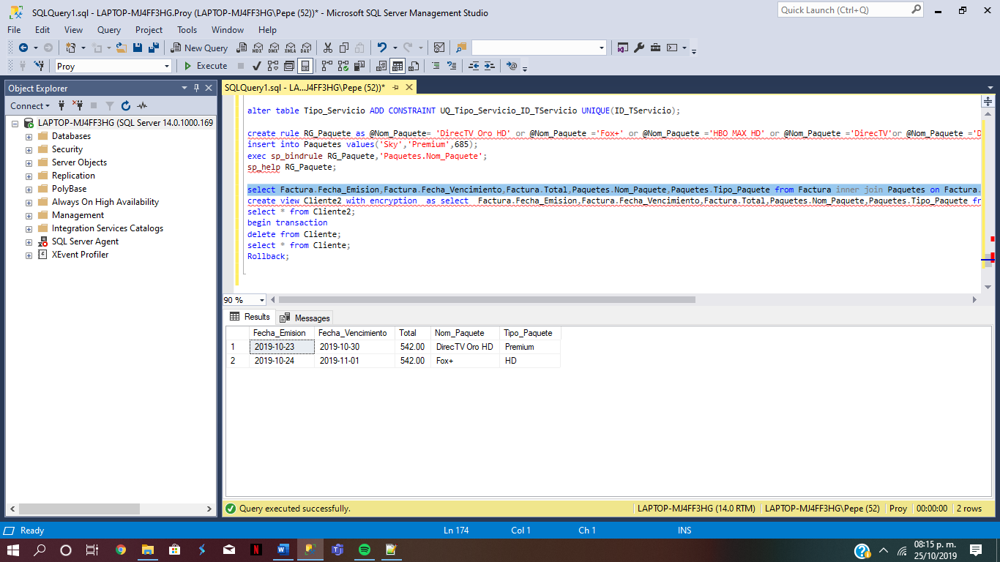 SQLQuery1.sql - LAPTOP-MJ4FF3HG.Proy (LAPTOP-MJ4FF3HG\Pepe (52))* - Microsoft SQL Server Management Studio
Quick Launch (Ctrl+Q)
File Edit View Query Project Tools Window Help
New Query
MDX DMX XMLA DAX
Proy
Execute
Object Explorer
SQLQuery1.sql - LA...J4FF3HG\Pepe (52))*
Connect
LAPTOP-MJ4FF3HG (SQL Server 14.0.1000.169
Databases
Security
Server Objects
Replication
PolyBase
Always On High Availability
Management
Integration Services Catalogs
SQL Server Agent
XEvent Profiler
alter table Tipo_Servicio ADD CONSTRAINT UQ_Tipo_Servicio_ID_TServicio UNIQUE(ID_TServicio);
create rule RG_Paquete as @Nom_Paquete= 'DirecTV Oro HD' or @Nom_Paquete ='Fox+' or @Nom_Paquete ='HBO MAX HD' or @Nom_Paquete ='DirecTV'or @Nom_Paquete ='D
insert into Paquetes values('Sky','Premium',685);
exec sp_bindrule RG_Paquete,'Paquetes.Nom_Paquete';
sp_help RG_Paquete;
select Factura.Fecha_Emision,Factura.Fecha_Vencimiento,Factura.Total,Paquetes.Nom_Paquete,Paquetes.Tipo_Paquete from Factura inner join Paquetes on Factura.
create view Cliente2 with encryption  as select  Factura.Fecha_Emision,Factura.Fecha_Vencimiento,Factura.Total,Paquetes.Nom_Paquete,Paquetes.Tipo_Paquete fr
select * from Cliente2;
begin transaction
delete from Cliente;
select * from Cliente;
Rollback;
90 %
Results Messages
Fecha_Emision Fecha_Vencimiento Total Nom_Paquete Tipo_Paquete
1 2019-10-23 2019-10-30 542.00 DirecTV Oro HD Premium
2 2019-10-24 2019-11-01 542.00 Fox+ HD
Query executed successfully.
LAPTOP-MJ4FF3HG (14.0 RTM) LAPTOP-MJ4FF3HG\Pepe (52) Proy 00:00:00 2 rows
Ready Ln 174 Col 1 Ch 1 INS
08:15 p. m.
25/10/2019